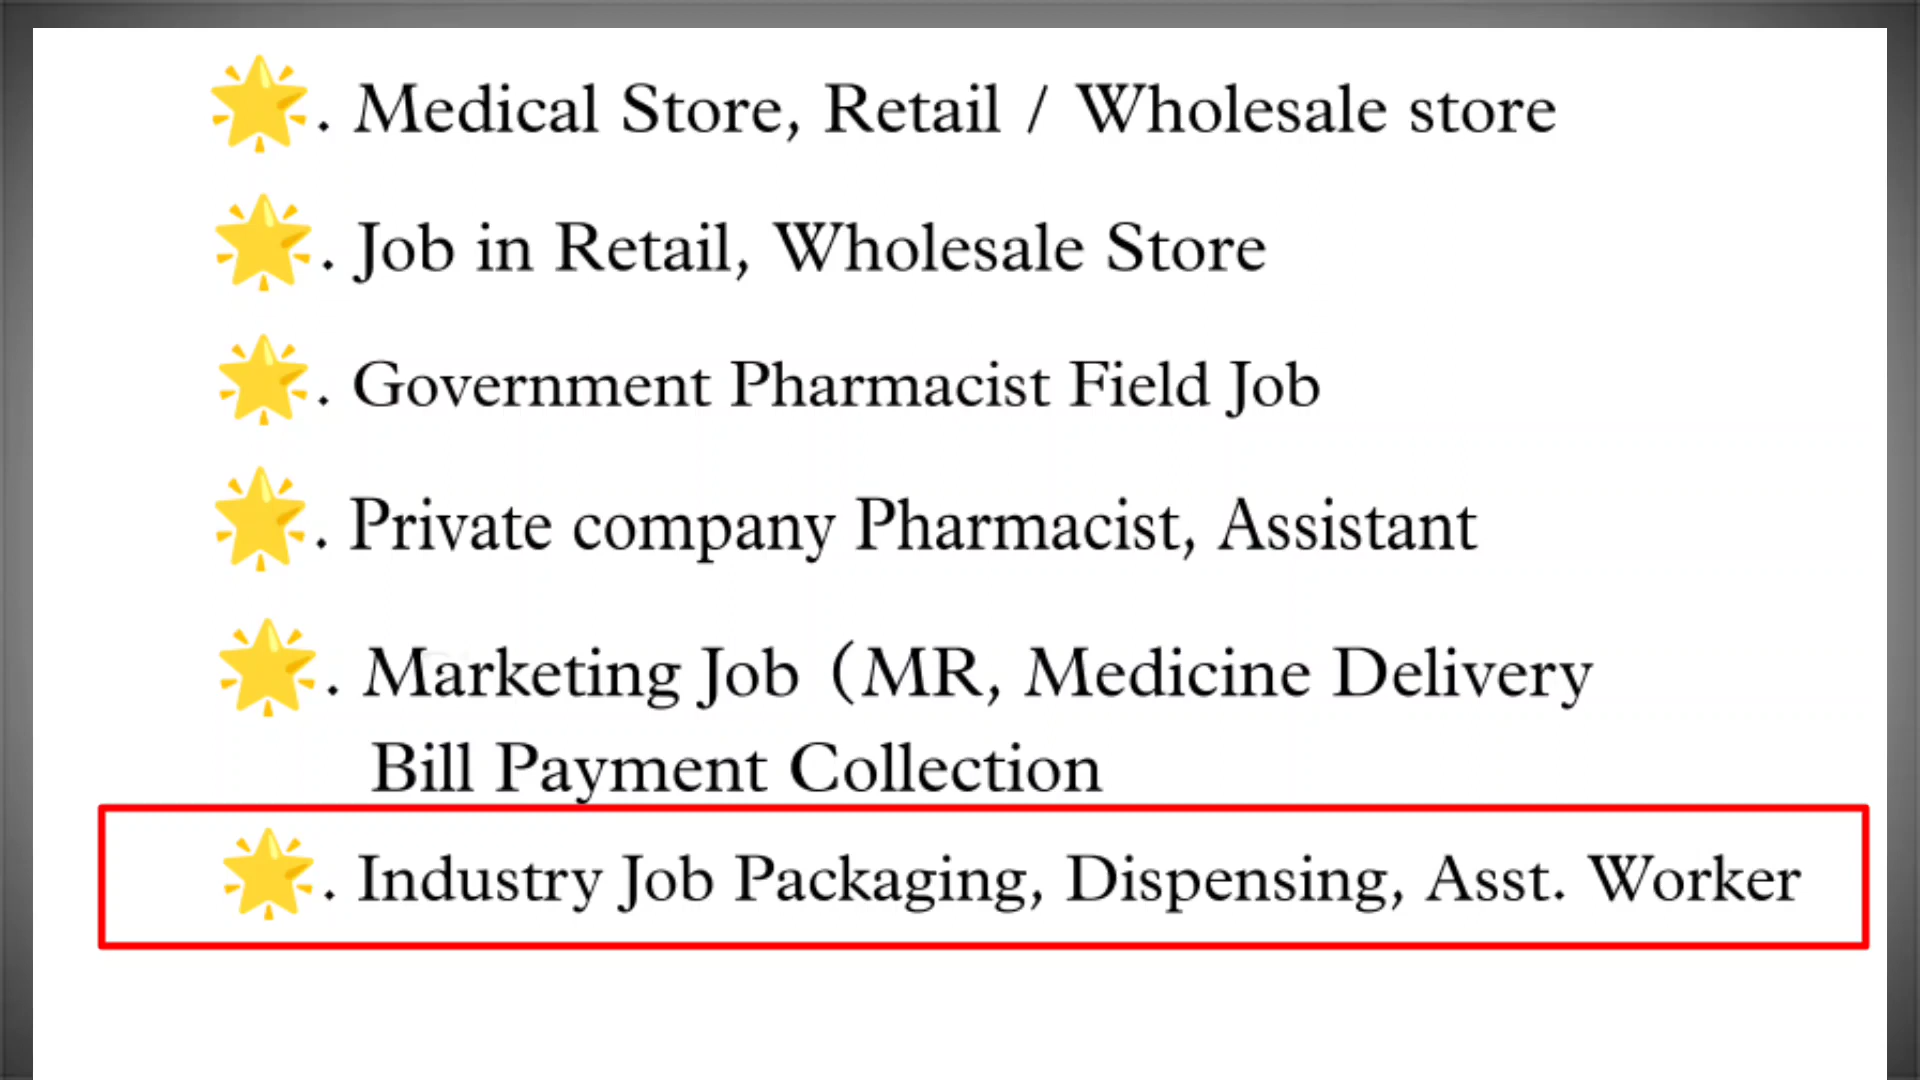 🌟. Medical Store, Retail / Wholesale store
🌟. Job in Retail, Wholesale Store
🌟. Government Pharmacist Field Job
🌟. Private company Pharmacist, Assistant
🌟. Marketing Job (MR, Medicine Delivery
Bill Payment Collection
🌟. Industry Job Packaging, Dispensing, Asst. Worker